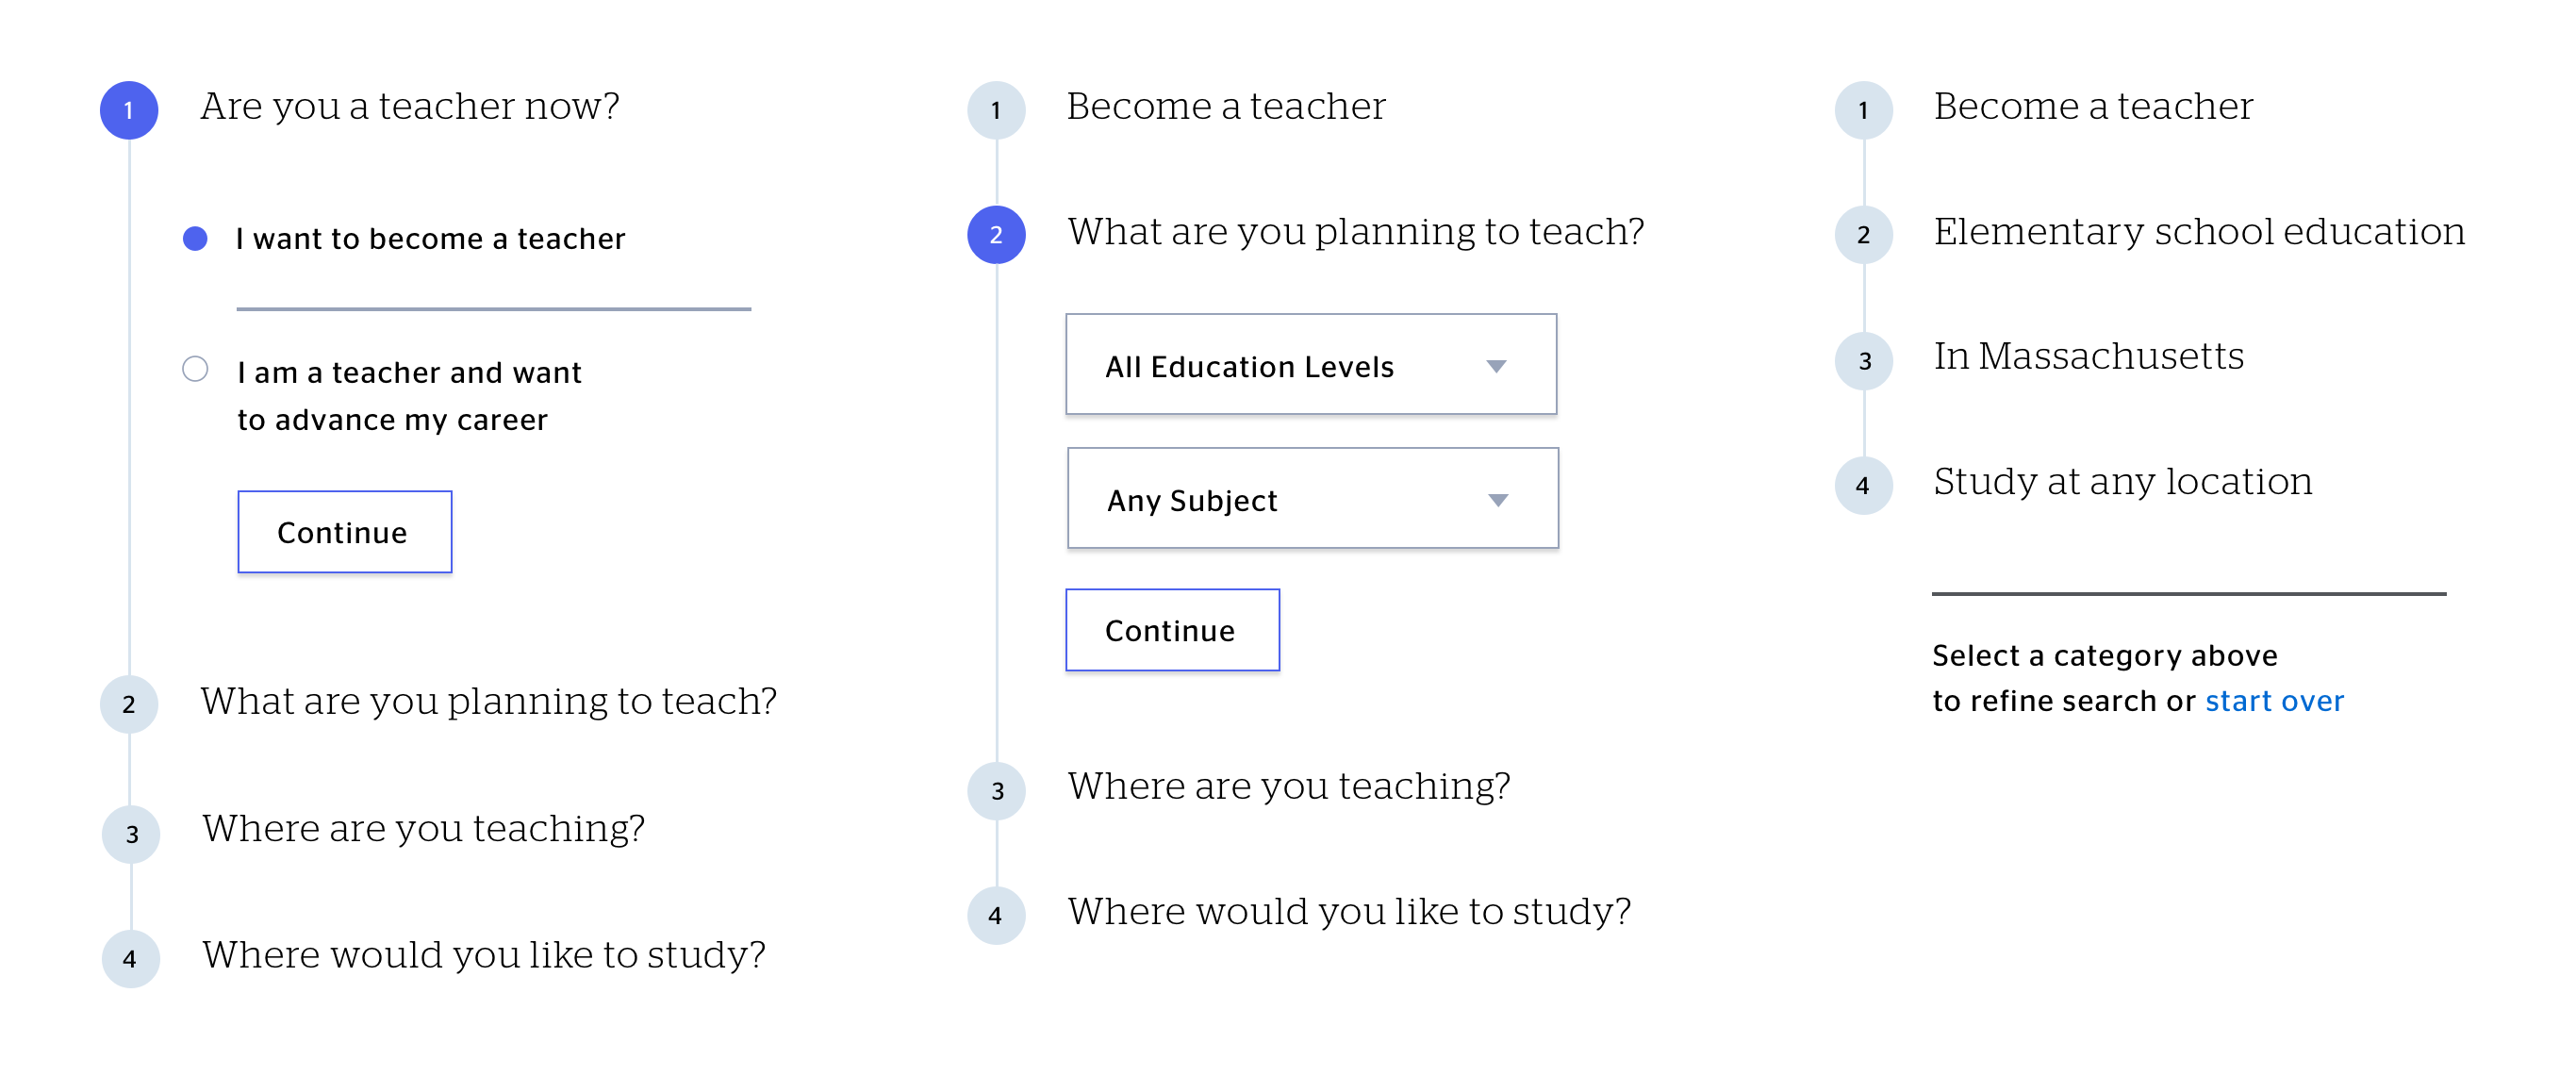 1 Are you a teacher now?
I want to become a teacher
I am a teacher and want
to advance my career
Continue
2 What are you planning to teach?
3 Where are you teaching?
4 Where would you like to study?
1 Become a teacher
2 What are you planning to teach?
All Education Levels
Any Subject
Continue
3 Where are you teaching?
4 Where would you like to study?
1 Become a teacher
2 Elementary school education
3 In Massachusetts
4 Study at any location
Select a category above
to refine search or start over